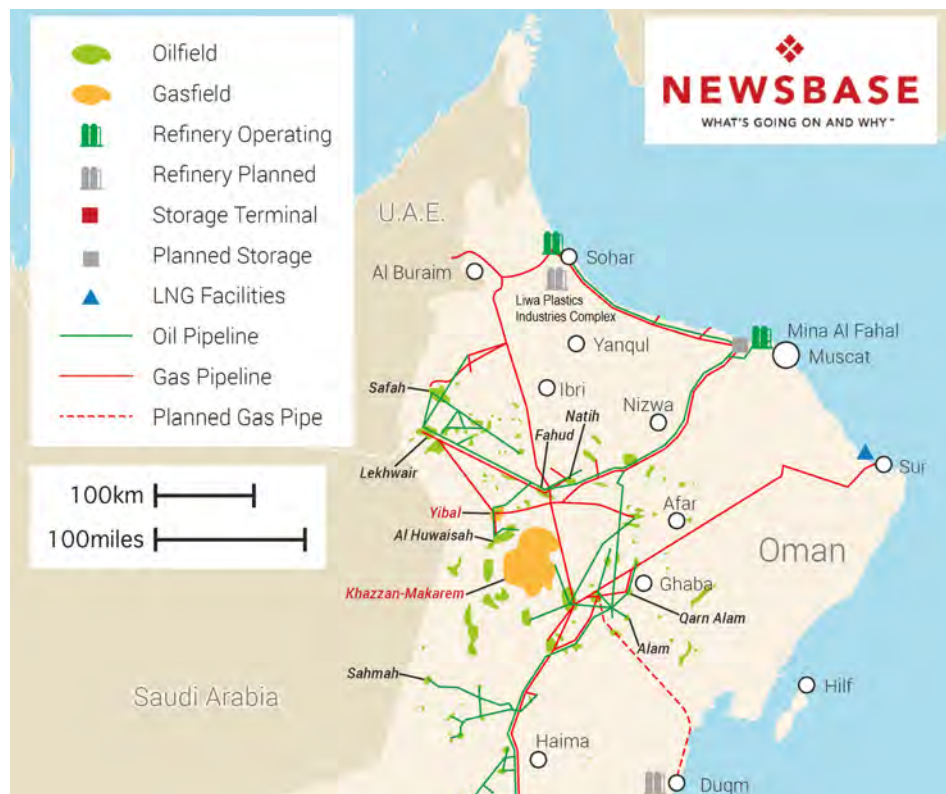 Oilfield
Gasfield
Refinery Operating
Refinery Planned
Storage Terminal
Planned Storage
LNG Facilities
Oil Pipeline
Gas Pipeline
Planned Gas Pipe
100km
100miles
NEWSBASE
WHAT'S GOING ON AND WHY™
U.A.E.
Al Buraim
Sohar
Liwa Plastics
Industries Complex
Yanqul
Mina Al Fahal
Muscat
Safah
Ibri
Natih
Nizwa
Fahud
Lekhwair
Sur
Yibal
Afar
Al Huwaisah
Oman
Khazzan-Makarem
Ghaba
Qarn Alam
Alam
Sahmah
Saudi Arabia
Hilf
Haima
Duqm